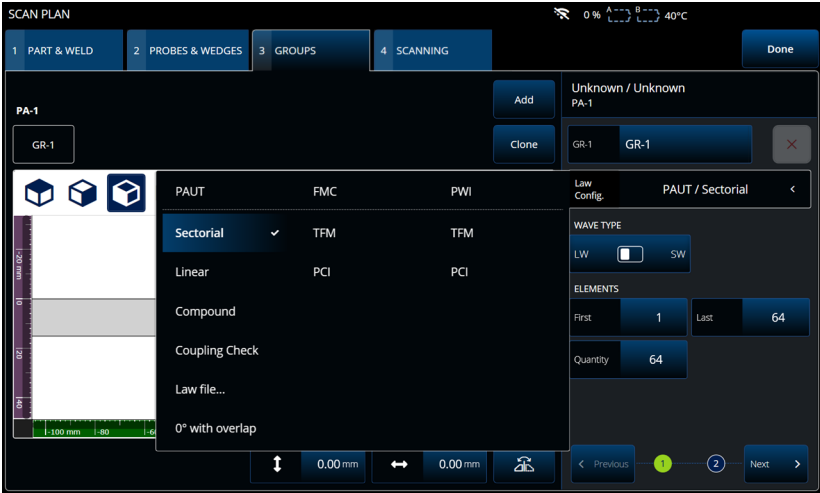 SCAN PLAN
0 % A B 40°C
1 PART & WELD 2 PROBES & WEDGES 3 GROUPS 4 SCANNING Done
Unknown / Unknown
PA-1
PA-1
Add
GR-1 Clone GR-1 GR-1
Law Config. PAUT / Sectorial
PAUT FMC PWI
Sectorial TFM TFM
Linear PCI PCI
Compound
Coupling Check
Law file...
0° with overlap
WAVE TYPE
LW SW
ELEMENTS
First 1 Last 64
Quantity 64
-20 mm
0
20
40
-100 mm -80
0.00 mm 0.00 mm
Previous 1 2 Next